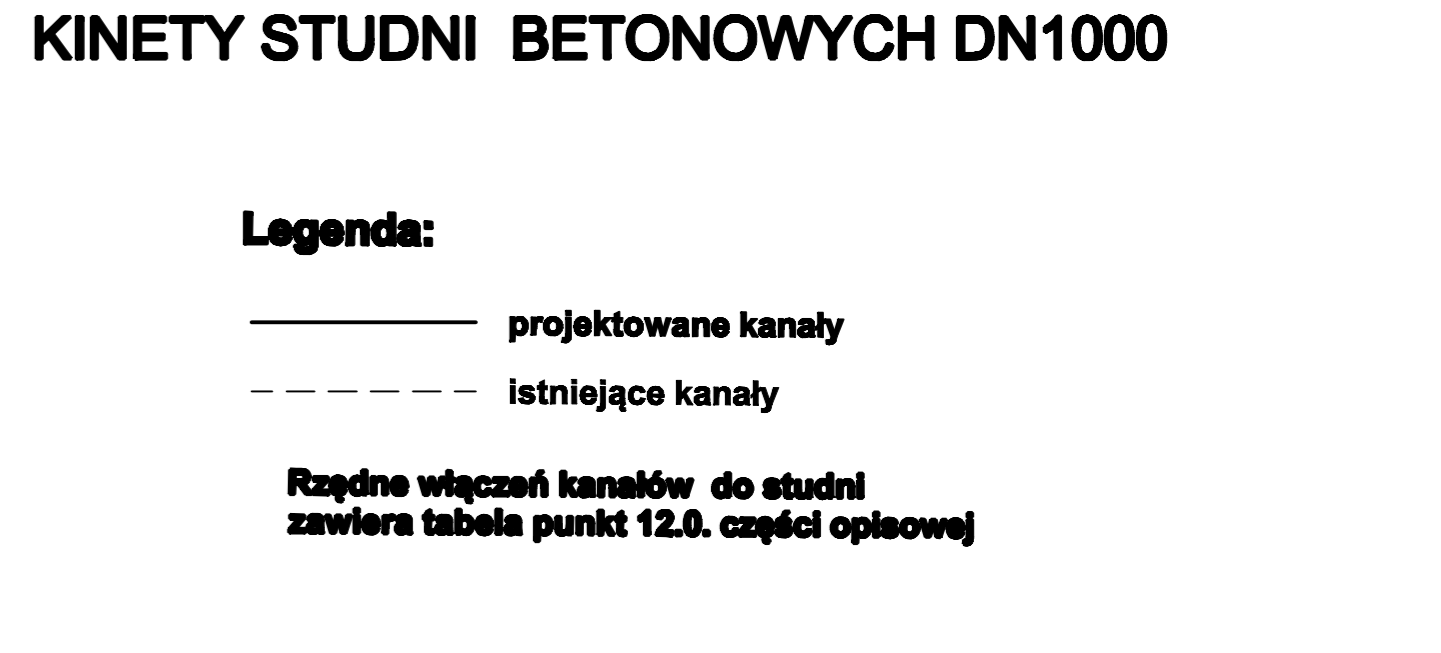 KINETY STUDNI BETONOWYCH DN1000
Legenda:
projektowane kanały
istniejące kanały
Rzędne włączeń kanałów do studni
zawiera tabela punkt 12.0. części opisowej